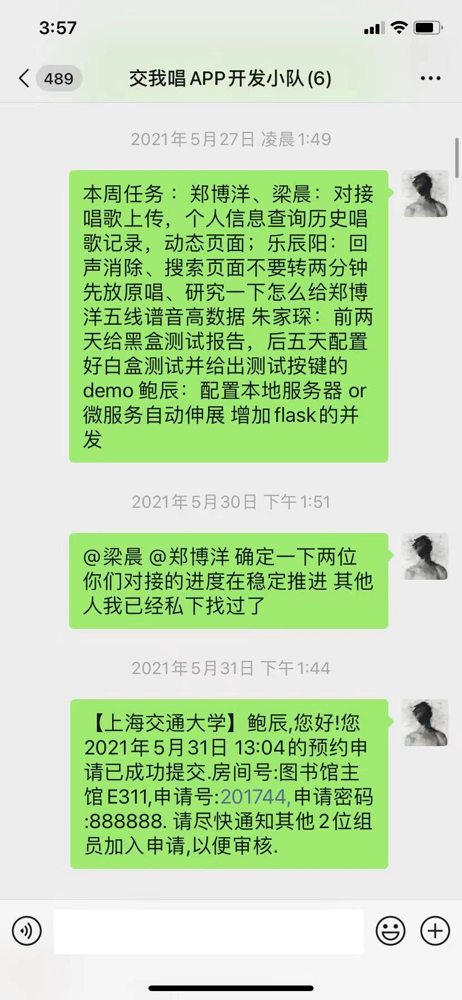 3:57
489
交我唱APP开发小队(6)
2021年5月27日 凌晨1:49
本周任务： 郑博洋、梁晨：对接
唱歌上传，个人信息查询历史唱
歌记录，动态页面；乐辰阳：回
声消除、搜索页面不要转两分钟
先放原唱、研究一下怎么给郑博
洋五线谱音高数据 朱家琛：前两
天给黑盒测试报告，后五天配置
好白盒测试并给出测试按键的
demo 鲍辰：配置本地服务器 or
微服务自动伸展 增加flask的并
发
2021年5月30日 下午1:51
@梁晨 @郑博洋 确定一下两位
你们对接的进度在稳定推进 其他
人我已经私下找过了
2021年5月31日 下午1:44
【上海交通大学】鲍辰,您好!您
2021年5月31日 13:04的预约申
请已成功提交.房间号:图书馆主
馆E311,申请号:201744,申请密码
:888888. 请尽快通知其他2位组
员加入申请,以便审核.